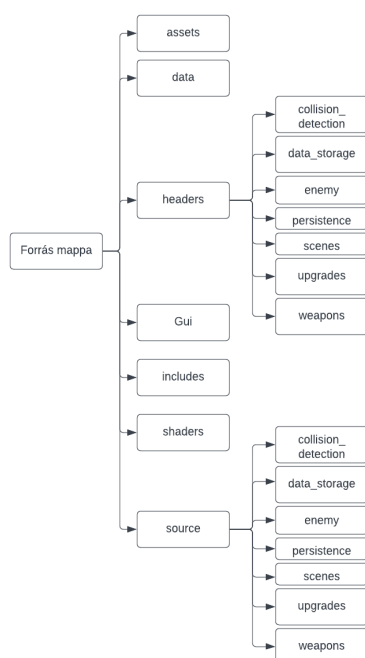 assets
data
headers
collision_
detection
data_storage
enemy
persistence
scenes
upgrades
weapons
Forrás mappa
Gui
includes
shaders
source
collision_
detection
data_storage
enemy
persistence
scenes
upgrades
weapons